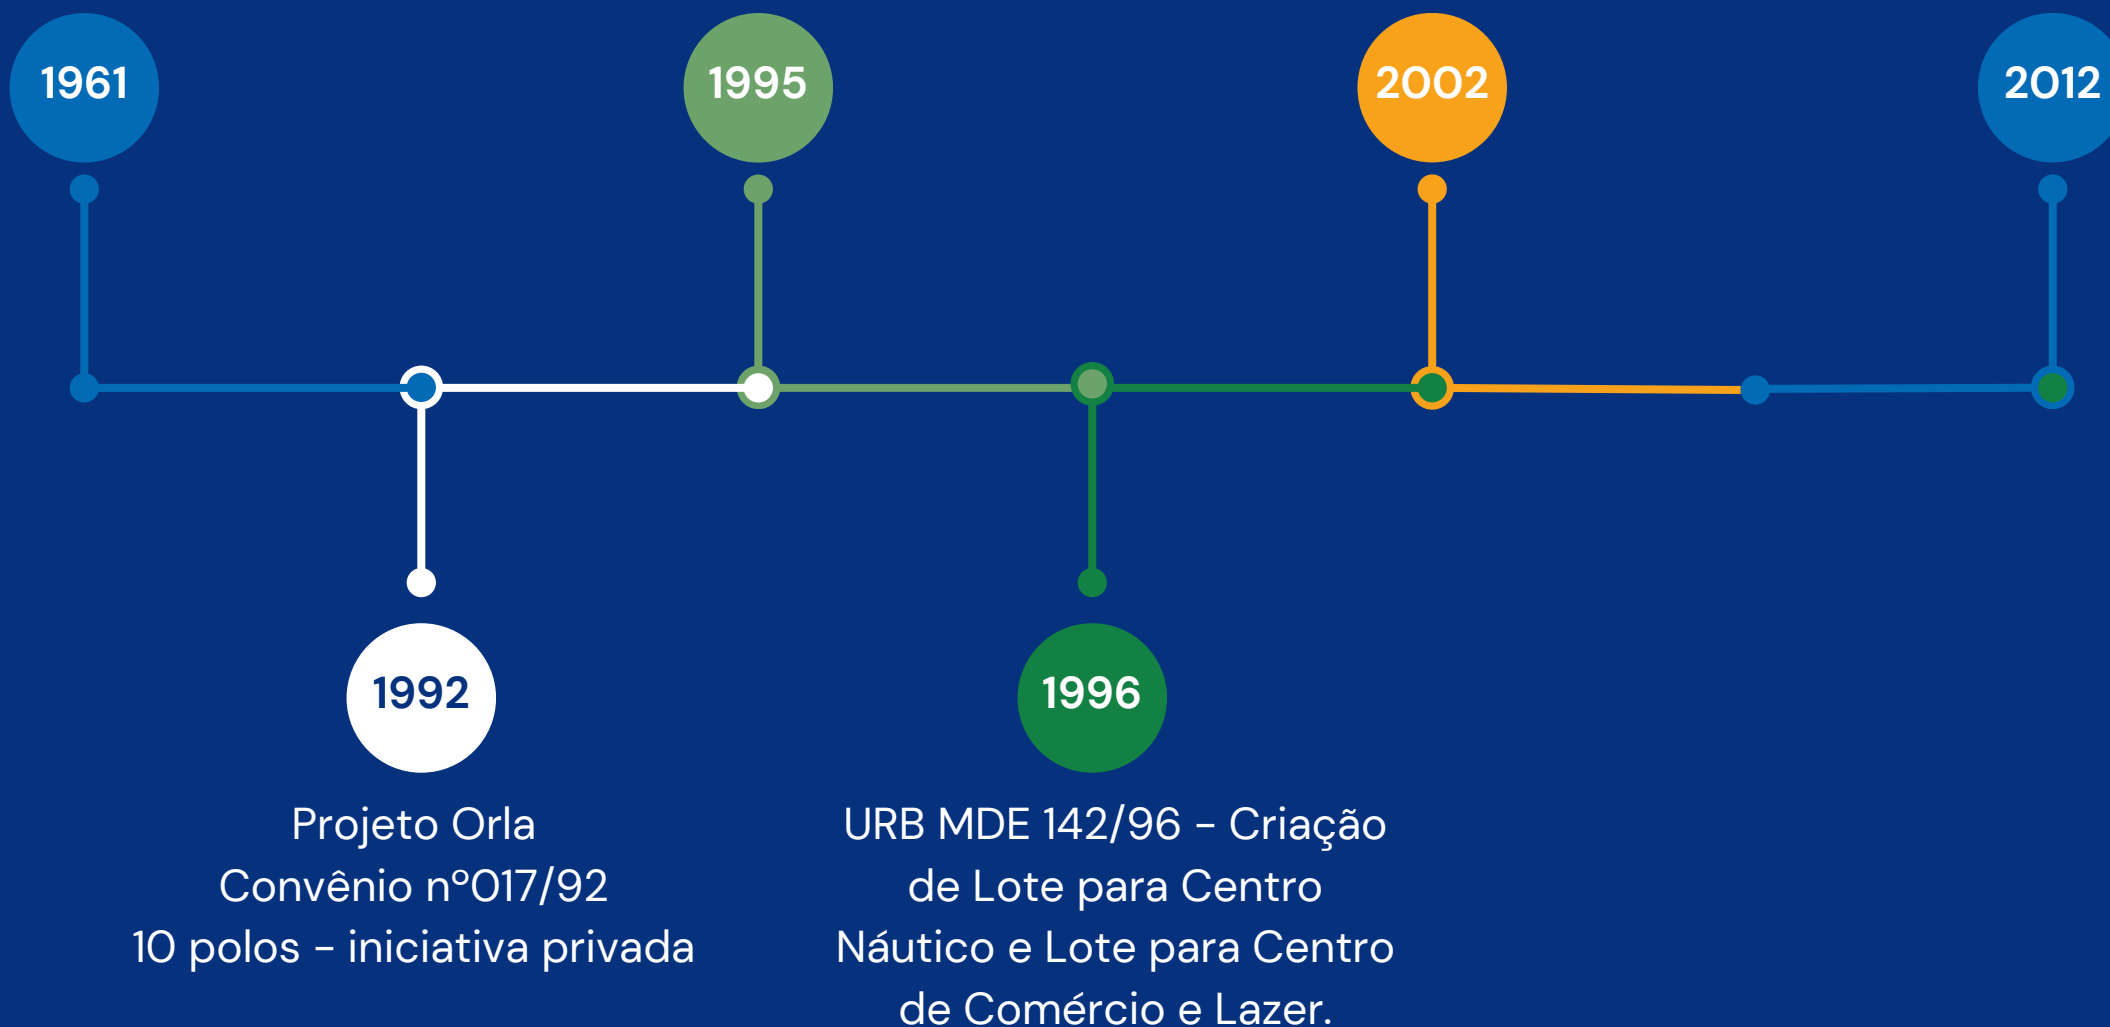 1961
1995
2002
2012
1992
1996
Projeto Orla
Convênio nº017/92
10 polos - iniciativa privada
URB MDE 142/96 - Criação
de Lote para Centro
Náutico e Lote para Centro
de Comércio e Lazer.